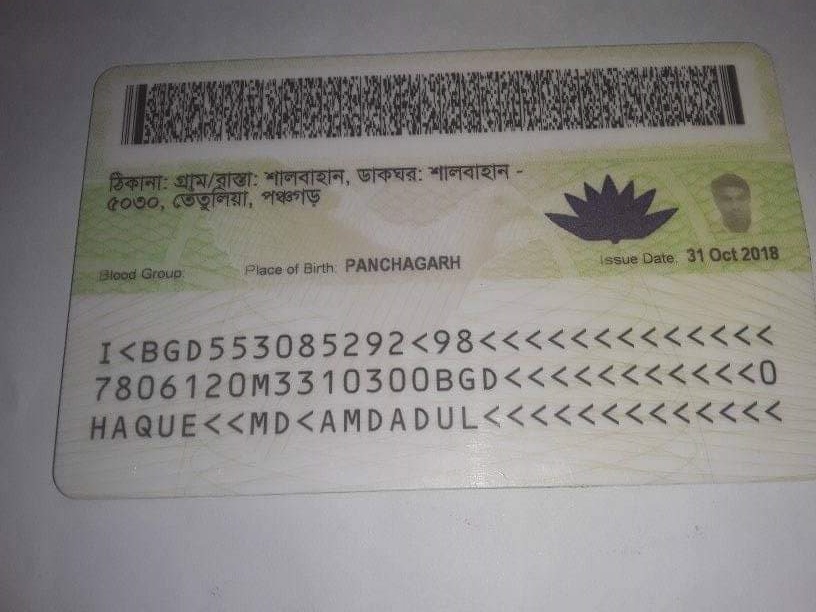 ঠিকানা: গ্রাম/রাস্তা: শালবাহান, ডাকঘর: শালবাহান -
৫০৩০, তেতুলিয়া, পঞ্চগড়
Blood Group:
Place of Birth: PANCHAGARH
Issue Date: 31 Oct 2018
I<BGD553085292<98<<<<<<<<<<<<<
7806120M3310300BGD<<<<<<<<<<<0
HAQUE<<MD<AMDADUL<<<<<<<<<<<<<